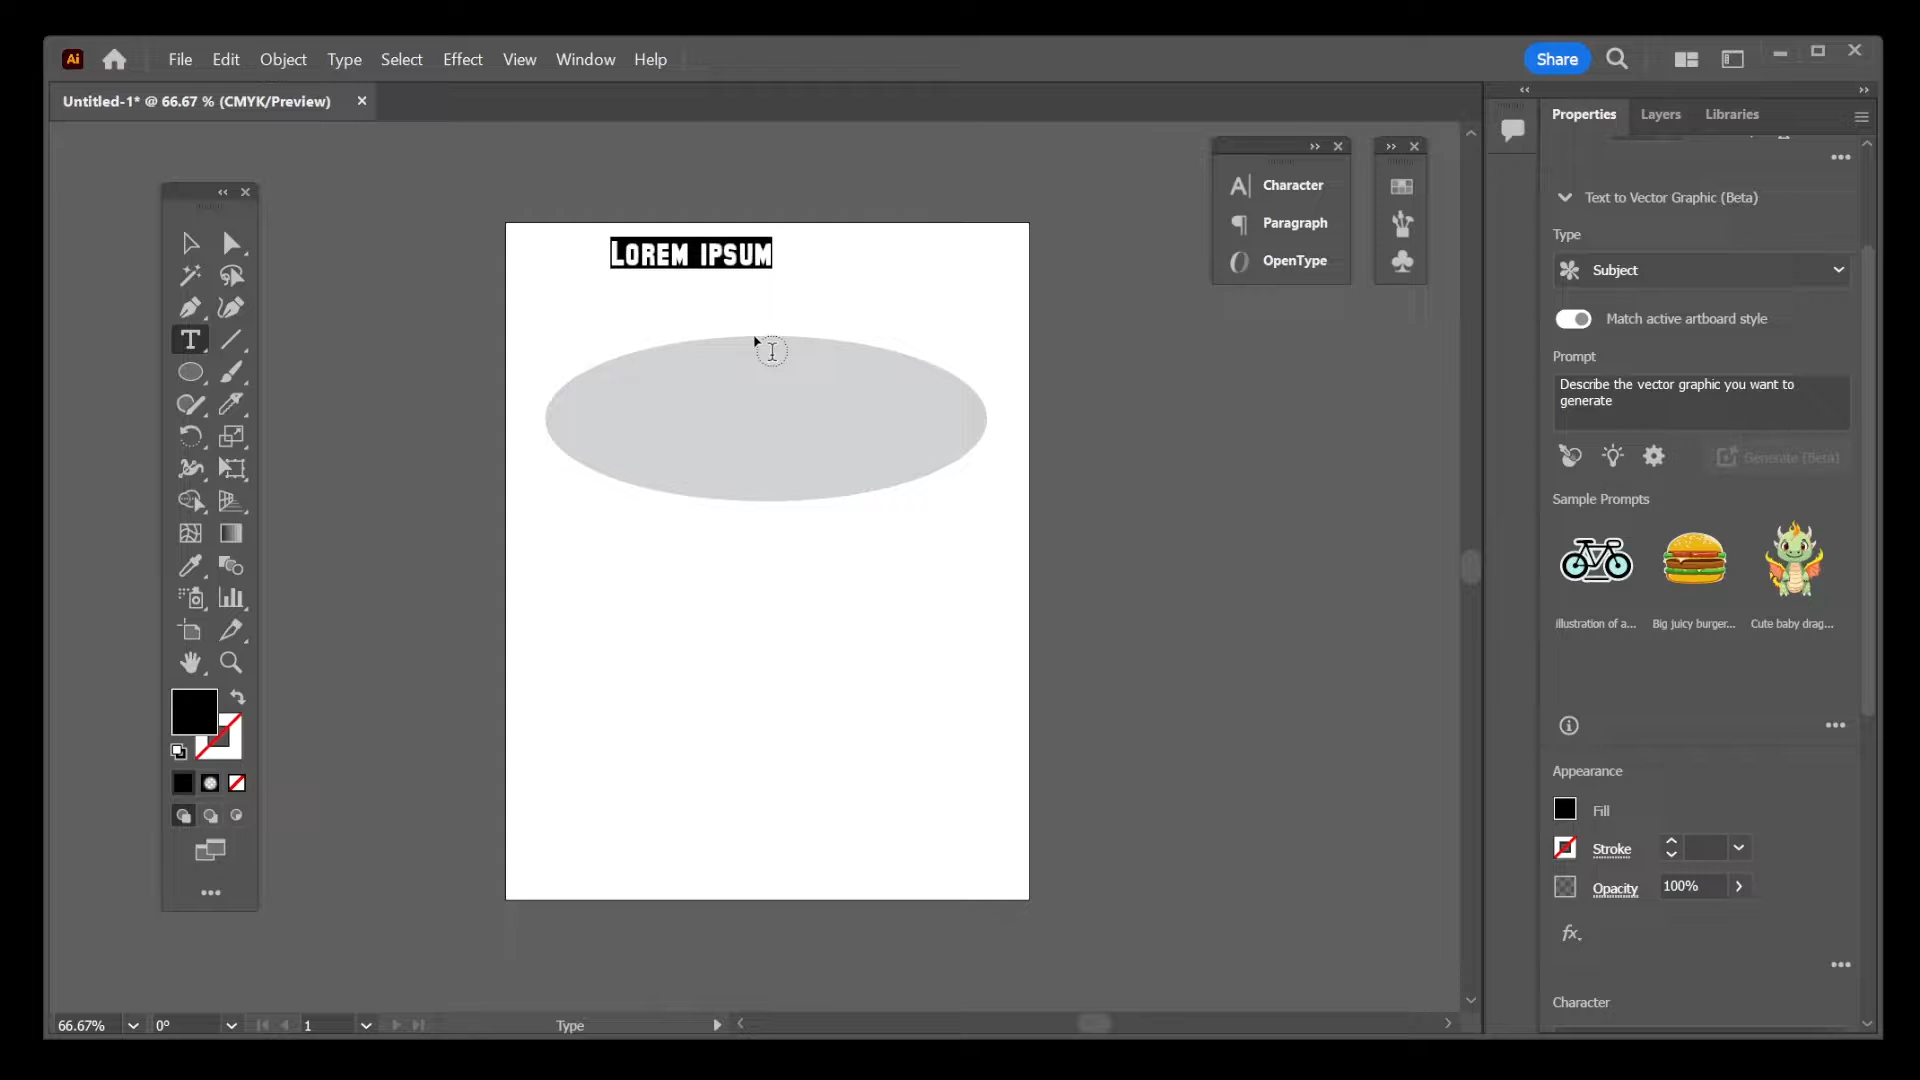 Ai
File Edit Object Type Select Effect View Window Help
Share
Untitled-1* @ 66.67 % (CMYK/Preview)
Properties Layers Libraries
Character
Paragraph
OpenType
Lorem ipsum
Text to Vector Graphic (Beta)
Type
Subject
Match active artboard style
Prompt
Describe the vector graphic you want to
generate
Generate (Beta)
Sample Prompts
illustration of a... Big juicy burger... Cute baby drag...
Appearance
Fill
Stroke
Opacity 100%
fx.
Character
66.67% 0° 1 Type